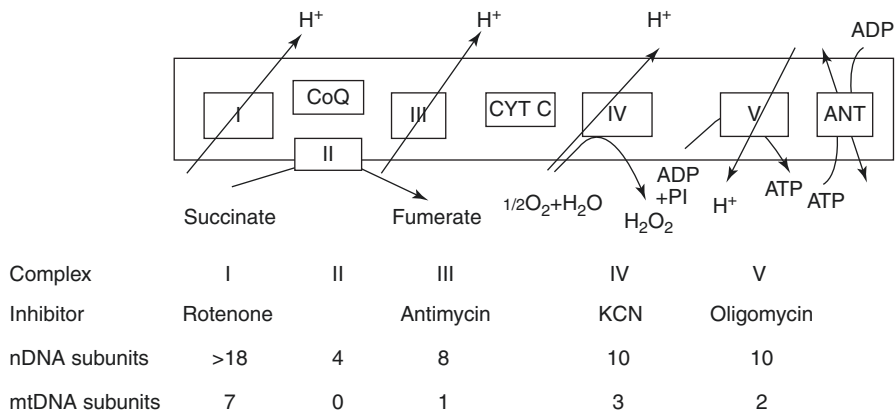 H+ H+ H+ ADP
I CoQ III CYT C IV V ANT
II
Succinate Fumerate 1/2O2+H2O H2O2 ADP +PI H+ ATP ATP
Complex I II III IV V
Inhibitor Rotenone Antimycin KCN Oligomycin
nDNA subunits >18 4 8 10 10
mtDNA subunits 7 0 1 3 2